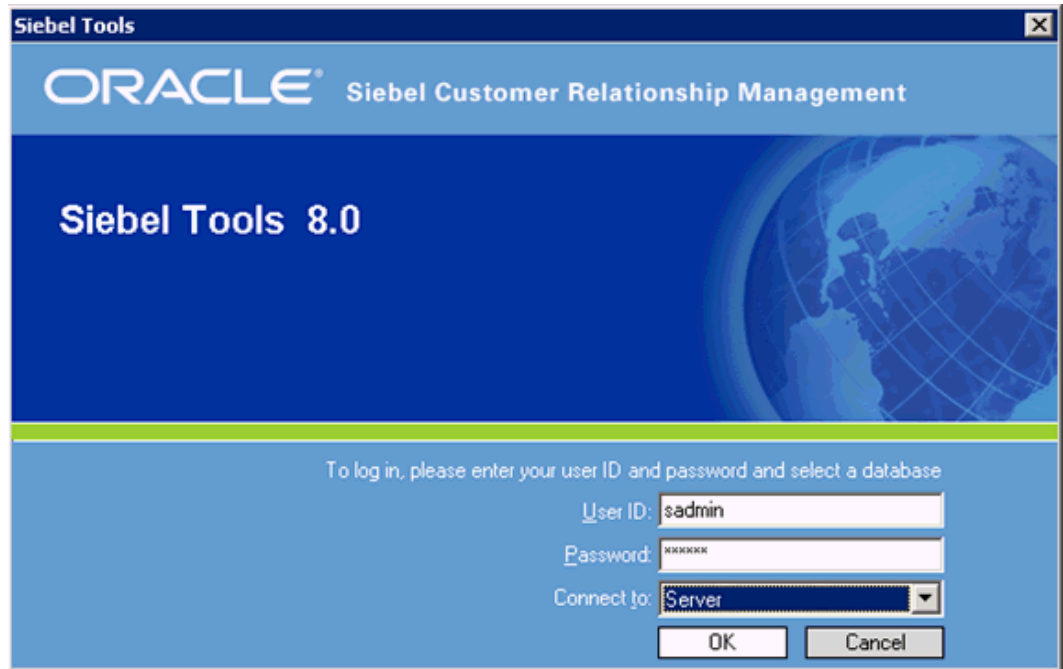 Siebel Tools
ORACLE® Siebel Customer Relationship Management
Siebel Tools 8.0
To log in, please enter your user ID and password and select a database
User ID: sadmin
Password: ******
Connect to: Server
OK Cancel